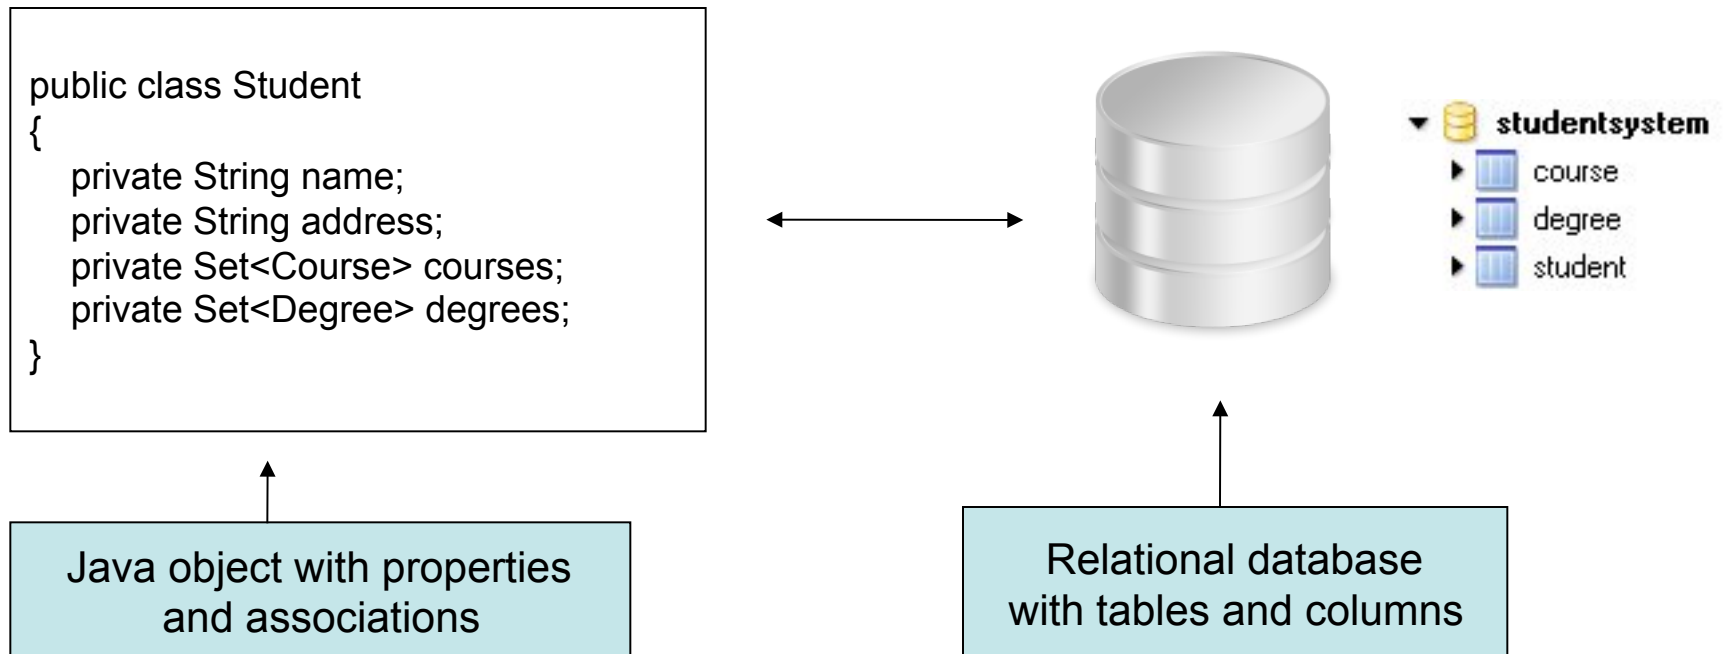 public class Student
{
private String name;
private String address;
private Set<Course> courses;
private Set<Degree> degrees;
}
studentsystem
course
degree
student
Java object with properties
and associations
Relational database
with tables and columns